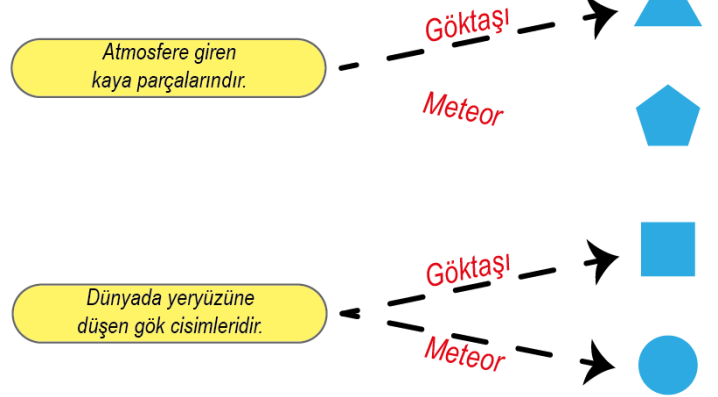 Göktaşı
Atmosfere giren
kaya parçalarındır.
Meteor
Göktaşı
Dünyada yeryüzüne
düşen gök cisimleridir.
Meteor